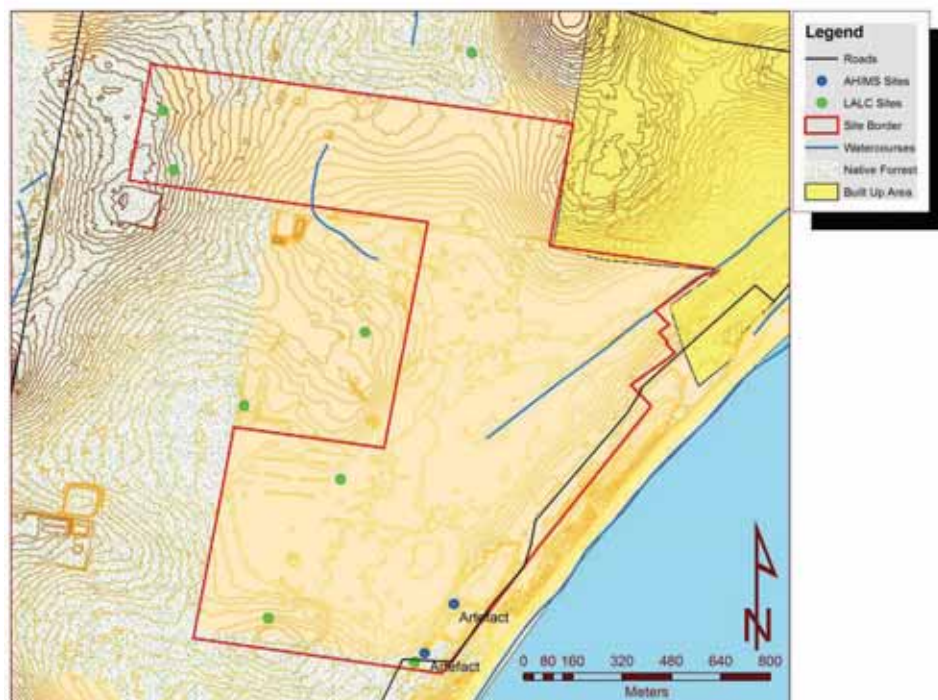 Legend
Roads
AHIMS Sites
LALC Sites
Site Border
Watercourses
Native Forrest
Built Up Area
Artefact
Artefact
N
0 80 160 320 480 640 800
Meters